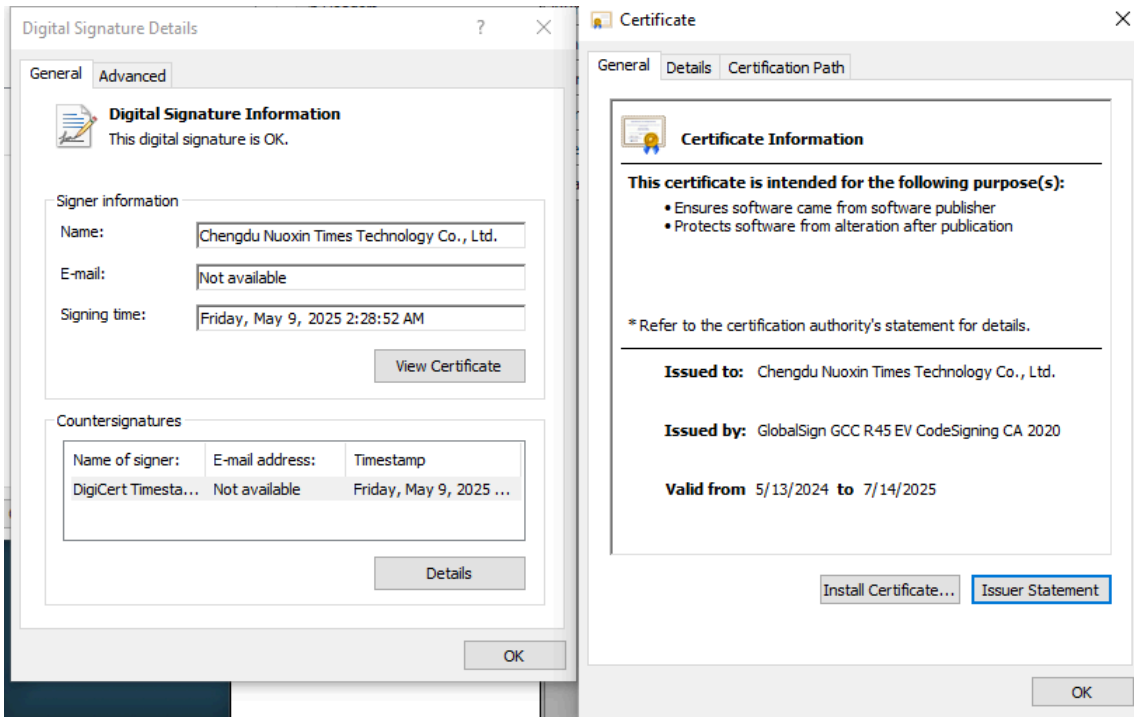 Digital Signature Details
General
Advanced
Digital Signature Information
This digital signature is OK.
Signer information
Name:
Chengdu Nuoxin Times Technology Co., Ltd.
E-mail:
Not available
Signing time:
Friday, May 9, 2025 2:28:52 AM
View Certificate
Countersignatures
Name of signer: E-mail address: Timestamp
DigiCert Timesta... Not available Friday, May 9, 2025 ...
Details
OK
Certificate
General
Details
Certification Path
Certificate Information
This certificate is intended for the following purpose(s):
• Ensures software came from software publisher
• Protects software from alteration after publication
* Refer to the certification authority's statement for details.
Issued to: Chengdu Nuoxin Times Technology Co., Ltd.
Issued by: GlobalSign GCC R45 EV CodeSigning CA 2020
Valid from 5/13/2024 to 7/14/2025
Install Certificate...
Issuer Statement
OK